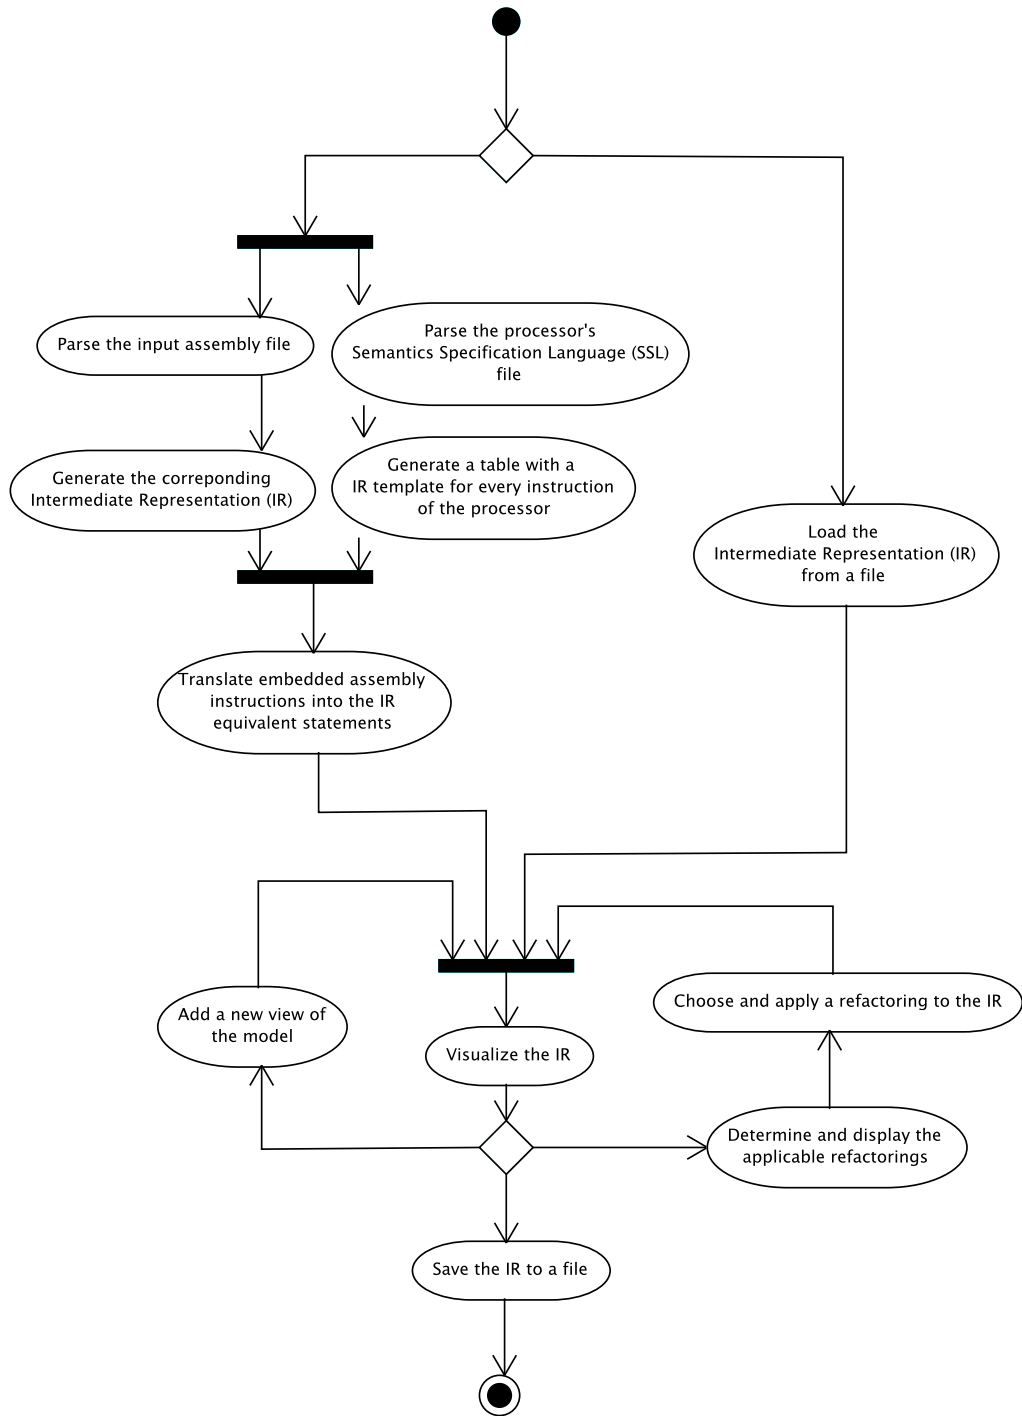 Parse the input assembly file
Parse the processor's
Semantics Specification Language (SSL)
file
Generate the correponding
Intermediate Representation (IR)
Generate a table with a
IR template for every instruction
of the processor
Load the
Intermediate Representation (IR)
from a file
Translate embedded assembly
instructions into the IR
equivalent statements
Add a new view of
the model
Visualize the IR
Choose and apply a refactoring to the IR
Determine and display the
applicable refactorings
Save the IR to a file